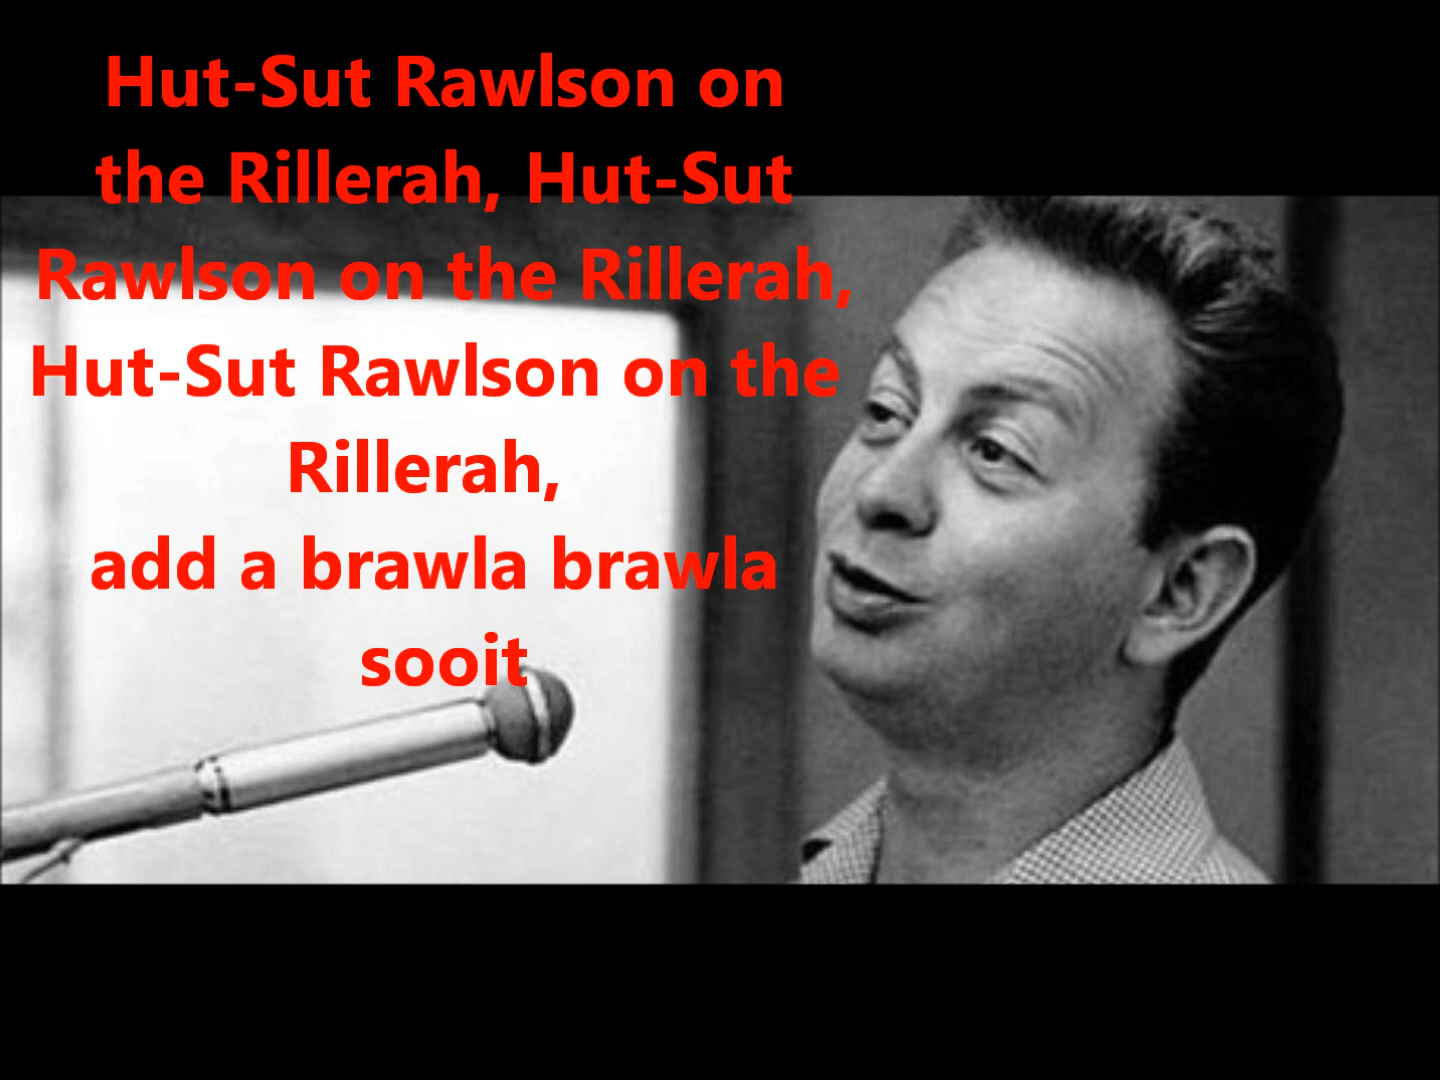 Hut-Sut Rawlson on
the Rillerah, Hut-Sut
Rawlson on the Rillerah,
Hut-Sut Rawlson on the
Rillerah,
add a brawla brawla
sooit